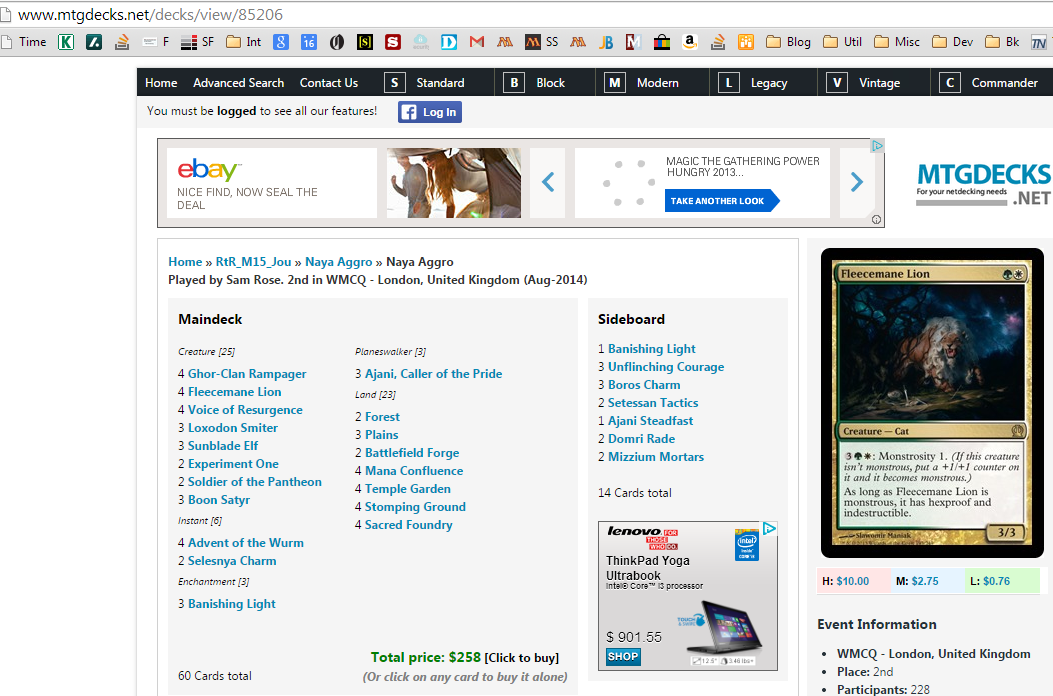 www.mtgdecks.net/decks/view/85206
Time K F SF Int 8 16 S S D SS JB M a Blog Util Misc Dev Bk TN
Home Advanced Search Contact Us S Standard B Block M Modern L Legacy V Vintage C Commander
You must be logged to see all our features! f Log In
ebay
NICE FIND, NOW SEAL THE
DEAL
MAGIC THE GATHERING POWER
HUNGRY 2013...
TAKE ANOTHER LOOK
MTGDECKS
For your netdecking needs
.NET
Home » RtR_M15_Jou » Naya Aggro » Naya Aggro
Played by Sam Rose. 2nd in WMCQ - London, United Kingdom (Aug-2014)
Maindeck
Creature [25]
4 Ghor-Clan Rampager
4 Fleecemane Lion
4 Voice of Resurgence
3 Loxodon Smiter
3 Sunblade Elf
2 Experiment One
2 Soldier of the Pantheon
3 Boon Satyr
Instant [6]
4 Advent of the Wurm
2 Selesnya Charm
Enchantment [3]
3 Banishing Light
Planeswalker [3]
3 Ajani, Caller of the Pride
Land [23]
2 Forest
3 Plains
2 Battlefield Forge
4 Mana Confluence
4 Temple Garden
4 Stomping Ground
4 Sacred Foundry
Total price: $258 [Click to buy]
60 Cards total
(Or click on any card to buy it alone)
Sideboard
1 Banishing Light
3 Unflinching Courage
3 Boros Charm
2 Setessan Tactics
1 Ajani Steadfast
2 Domri Rade
2 Mizzium Mortars
14 Cards total
lenovo FOR
THOSE
WHO DO.
ThinkPad Yoga
Ultrabook
Intel® Core™ i3 processor
intel
CORE i3
TOUCH
$ 901.55
SHOP
12.5" 3.46 lbs+
Fleecemane Lion
Creature — Cat
3: Monstrosity 1. (If this creature
isn't monstrous, put a +1/+1 counter on
it and it becomes monstrous.)
As long as Fleecemane Lion is
monstrous, it has hexproof and
indestructible.
Slawomir Maniak
3/3
H: $10.00 M: $2.75 L: $0.76
Event Information
• WMCQ - London, United Kingdom
• Place: 2nd
• Participants: 228